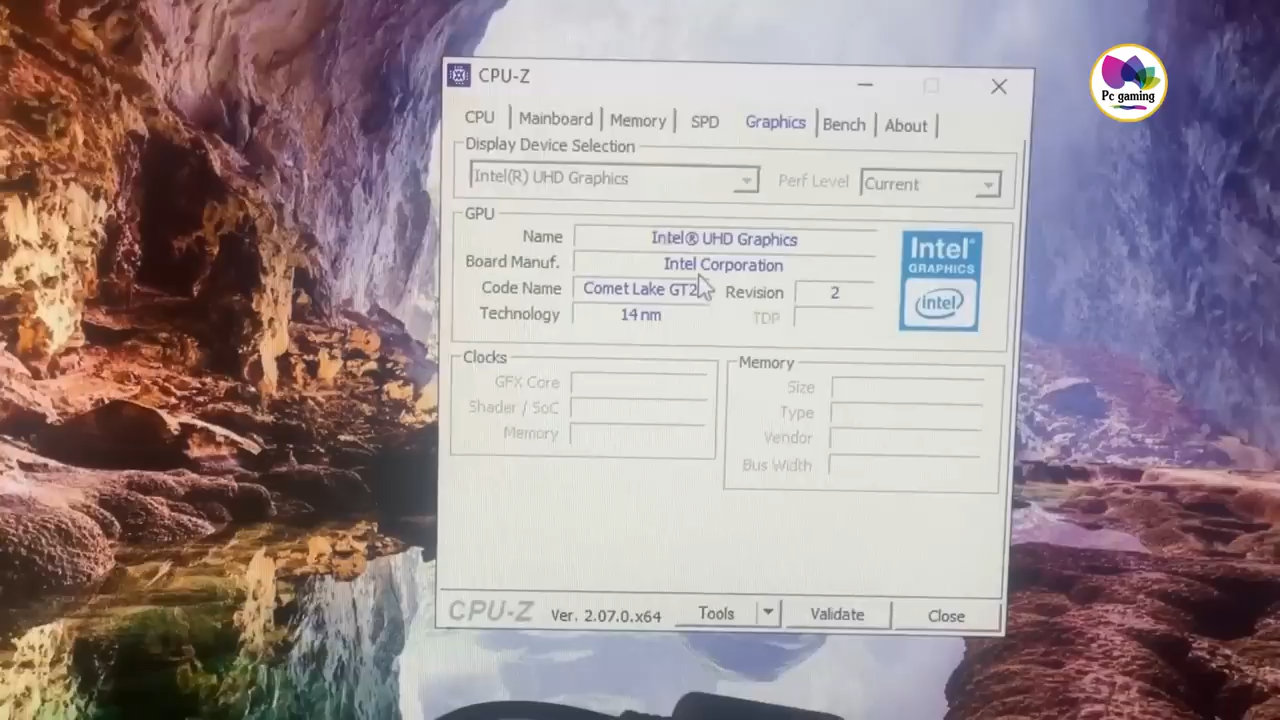 Pc gaming
CPU-Z
CPU Mainboard Memory SPD Graphics Bench About
Display Device Selection
Intel(R) UHD Graphics Perf Level Current
GPU
Name Intel® UHD Graphics
Board Manuf. Intel Corporation
Code Name Comet Lake GT2 Revision 2
Technology 14 nm TDP
Intel®
GRAPHICS
intel
Clocks
GFX Core
Shader / SoC
Memory
Memory
Size
Type
Vendor
Bus Width
CPU-Z Ver. 2.07.0.x64 Tools Validate Close